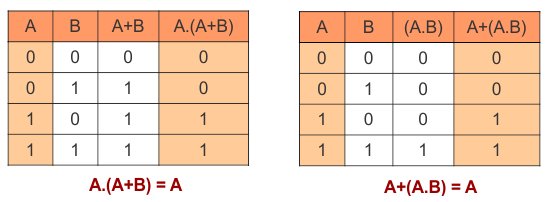 A B A+B A.(A+B)
0 0 0 0
0 1 1 0
1 0 1 1
1 1 1 1
A.(A+B) = A
A B (A.B) A+(A.B)
0 0 0 0
0 1 0 0
1 0 0 1
1 1 1 1
A+(A.B) = A